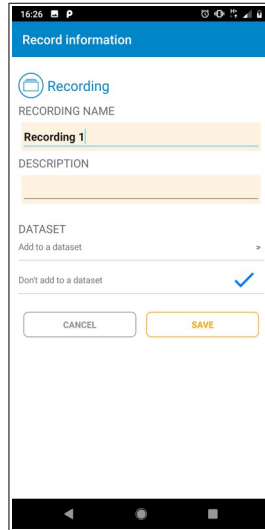 16:26
Record information
Recording
RECORDING NAME
Recording 1
DESCRIPTION
DATASET
Add to a dataset >
Don't add to a dataset
CANCEL SAVE